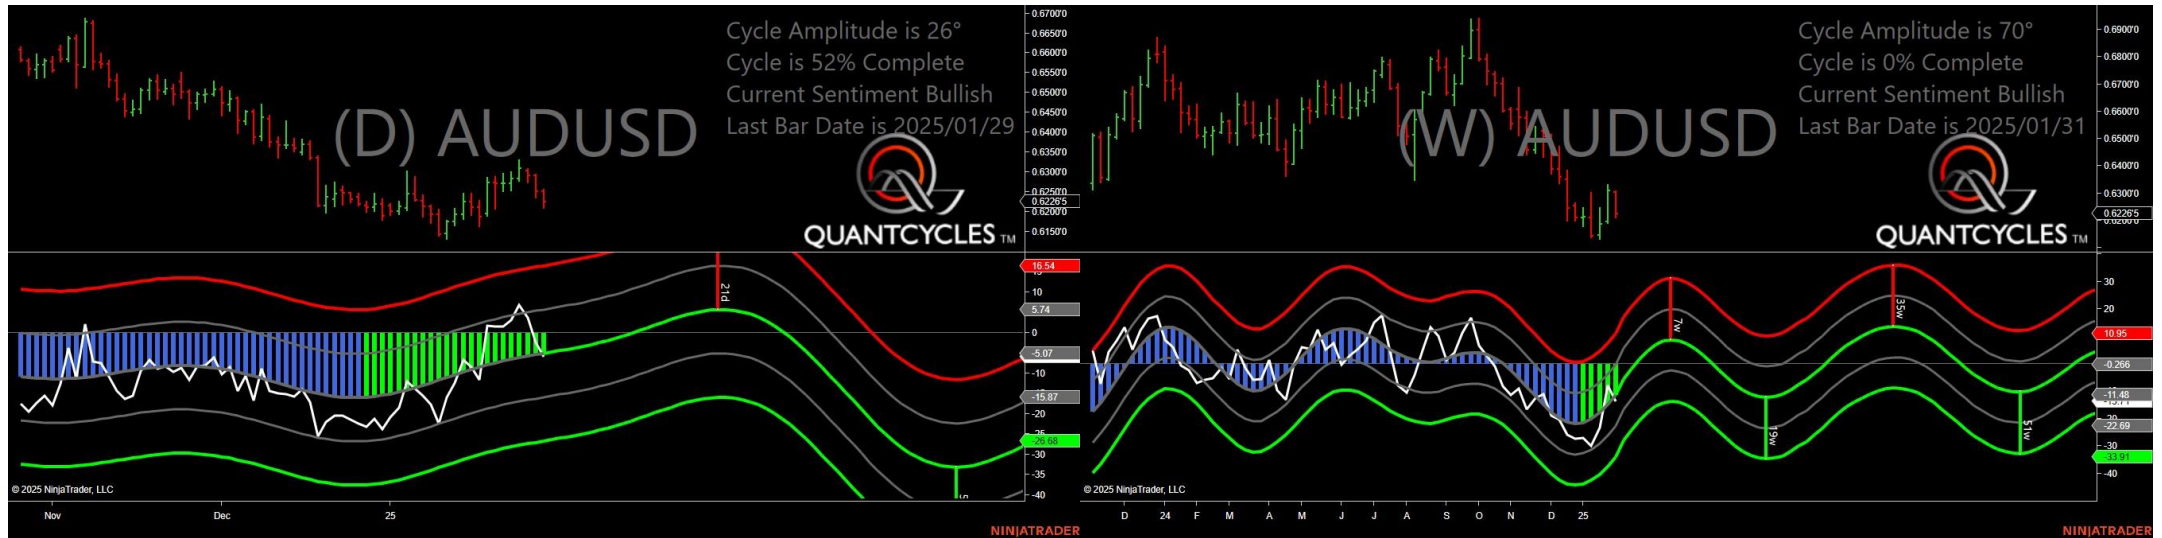 Cycle Amplitude is 26°
Cycle is 52% Complete
Current Sentiment Bullish
Last Bar Date is 2025/01/29
(D) AUDUSD
QUANTCYCLES TM
0.6700'0
0.6650'0
0.6600'0
0.6550'0
0.6500'0
0.6450'0
0.6400'0
0.6350'0
0.6300'0
0.6250'0
0.6226'5
0.6200'0
0.6150'0
21d
16.54
10
5.74
0
-5.07
-10
-15.87
-20
-26.68
-30
-35
-40
© 2025 NinjaTrader, LLC
Nov
Dec
25
NINJATRADER
Cycle Amplitude is 70°
Cycle is 0% Complete
Current Sentiment Bullish
Last Bar Date is 2025/01/31
(W) AUDUSD
QUANTCYCLES TM
0.6900'0
0.6800'0
0.6700'0
0.6600'0
0.6500'0
0.6400'0
0.6300'0
0.6226'5
7w
35w
19w
51w
30
20
10.95
-0.266
-11.48
-22.69
-30
-33.91
-40
© 2025 NinjaTrader, LLC
D 24 F M A M J J A S O N D 25
NINJATRADER